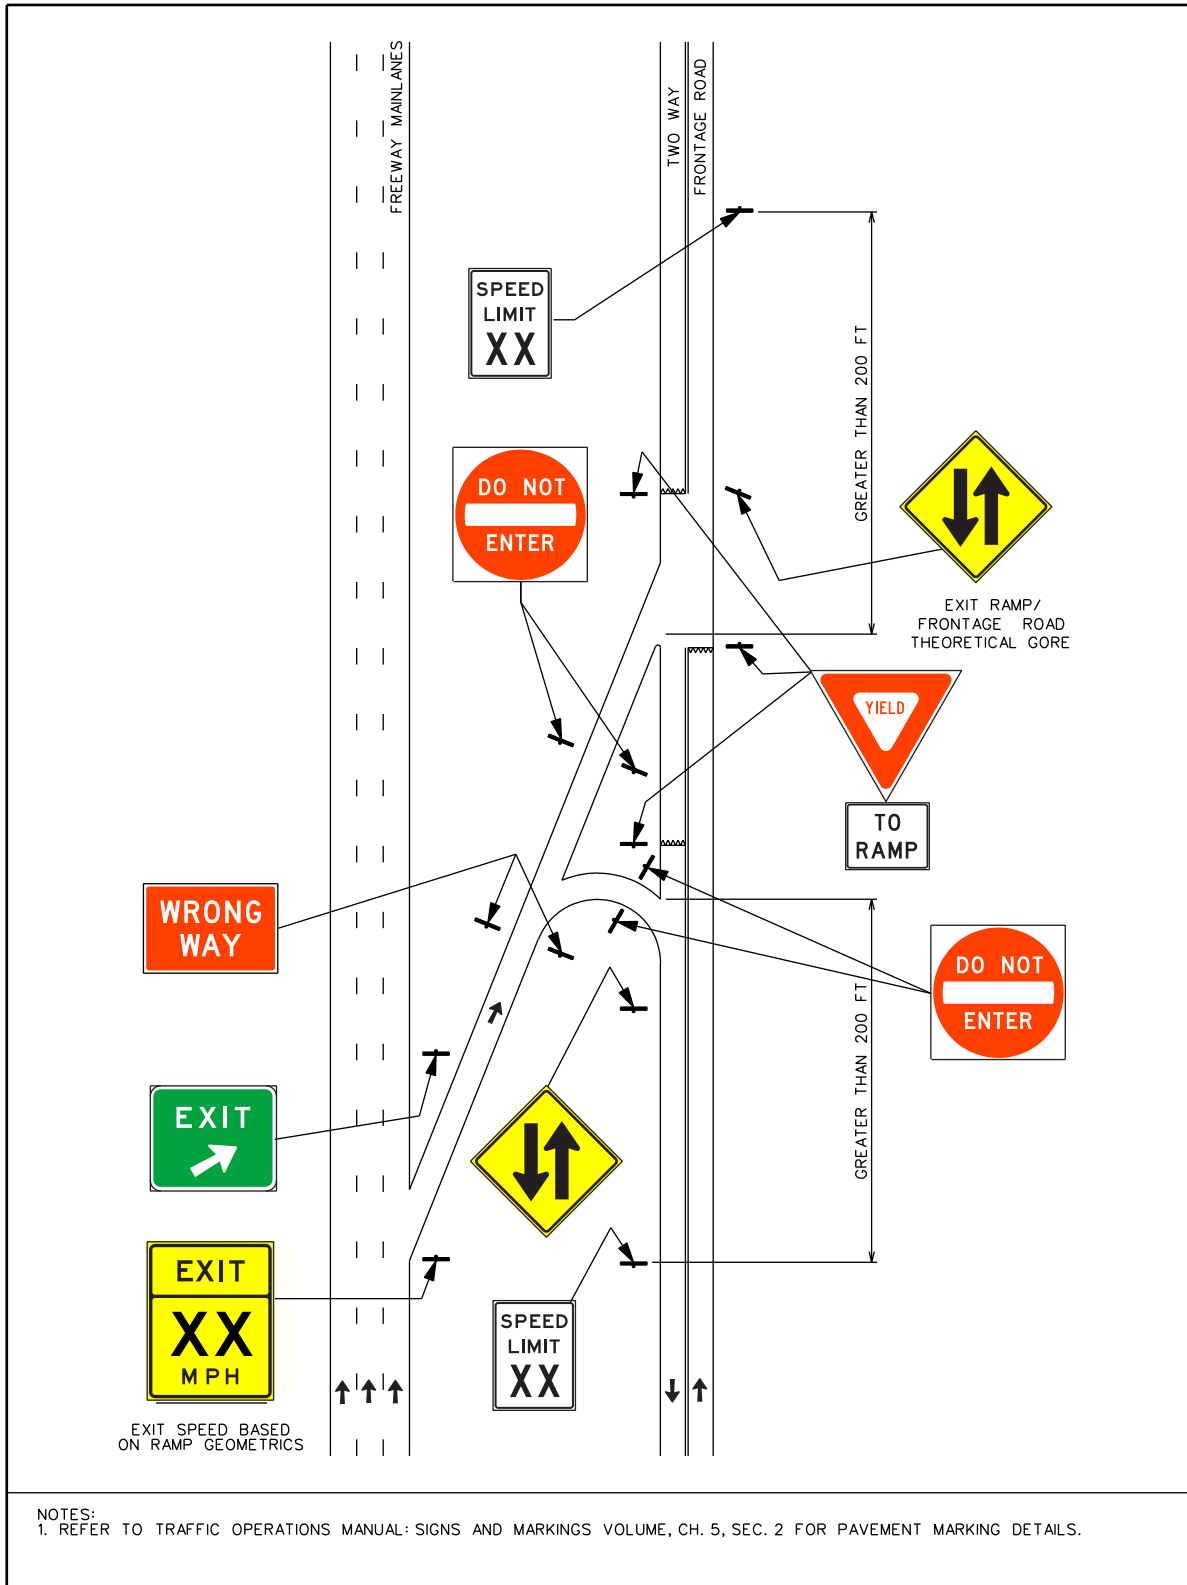 FREEWAY MAINLANES
TWO WAY
FRONTAGE ROAD
SPEED
LIMIT
XX
GREATER THAN 200 FT
DO NOT
ENTER
EXIT RAMP/
FRONTAGE ROAD
THEORETICAL GORE
YIELD
TO
RAMP
WRONG
WAY
DO NOT
ENTER
GREATER THAN 200 FT
EXIT
EXIT
XX
MPH
EXIT SPEED BASED
ON RAMP GEOMETRICS
SPEED
LIMIT
XX
NOTES:
1. REFER TO TRAFFIC OPERATIONS MANUAL: SIGNS AND MARKINGS VOLUME, CH. 5, SEC. 2 FOR PAVEMENT MARKING DETAILS.